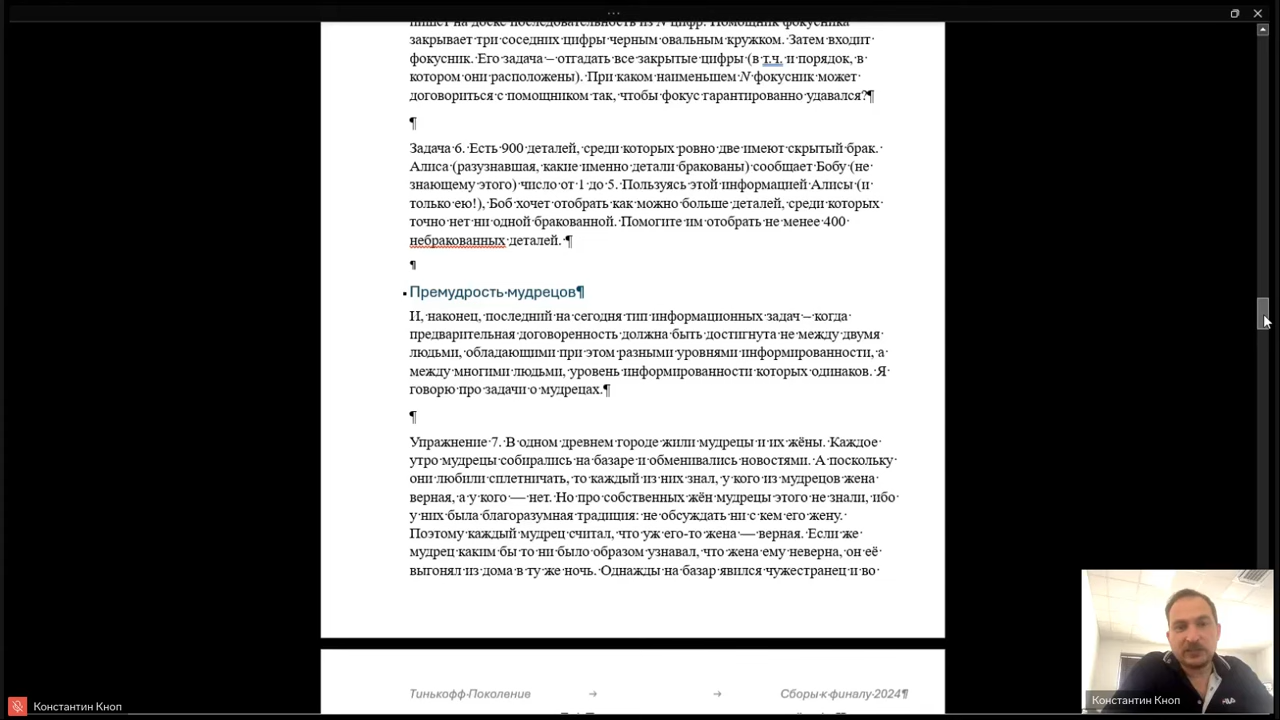 пишет на доске последовательность из N цифр. Помощник фокусника
закрывает три соседних цифры черным овальным кружком. Затем входит
фокусник. Его задача – отгадать все закрытые цифры (в т.ч. и порядок, в
котором они расположены). При каком наименьшем N фокусник может
договориться с помощником так, чтобы фокус гарантированно удавался?¶
¶
Задача 6. Есть 900 деталей, среди которых ровно две имеют скрытый брак.
Алиса (разузнавшая, какие именно детали бракованы) сообщает Бобу (не
знающему этого) число от 1 до 5. Пользуясь этой информацией Алисы (и
только ею!), Боб хочет отобрать как можно больше деталей, среди которых
точно нет ни одной бракованной. Помогите им отобрать не менее 400
небракованных деталей. ¶
¶
Премудрость мудрецов¶
И, наконец, последний на сегодня тип информационных задач – когда
предварительная договоренность должна быть достигнута не между двумя
людьми, обладающими при этом разными уровнями информированности, а
между многими людьми, уровень информированности которых одинаков. Я
говорю про задачи о мудрецах.¶
¶
Упражнение 7. В одном древнем городе жили мудрецы и их жёны. Каждое
утро мудрецы собирались на базаре и обменивались новостями. А поскольку
они любили сплетничать, то каждый из них знал, у кого из мудрецов жена
верная, а у кого — нет. Но про собственных жён мудрецы этого не знали, ибо
у них была благоразумная традиция: не обсуждать ни с кем его жену.
Поэтому каждый мудрец считал, что уж его-то жена — верная. Если же
мудрец каким бы то ни было образом узнавал, что жена ему неверна, он её
выгонял из дома в ту же ночь. Однажды на базар явился чужестранец и во
Тинькофф Поколение → → Сборы к финалу 2024¶
Константин Кноп
Константин Кноп